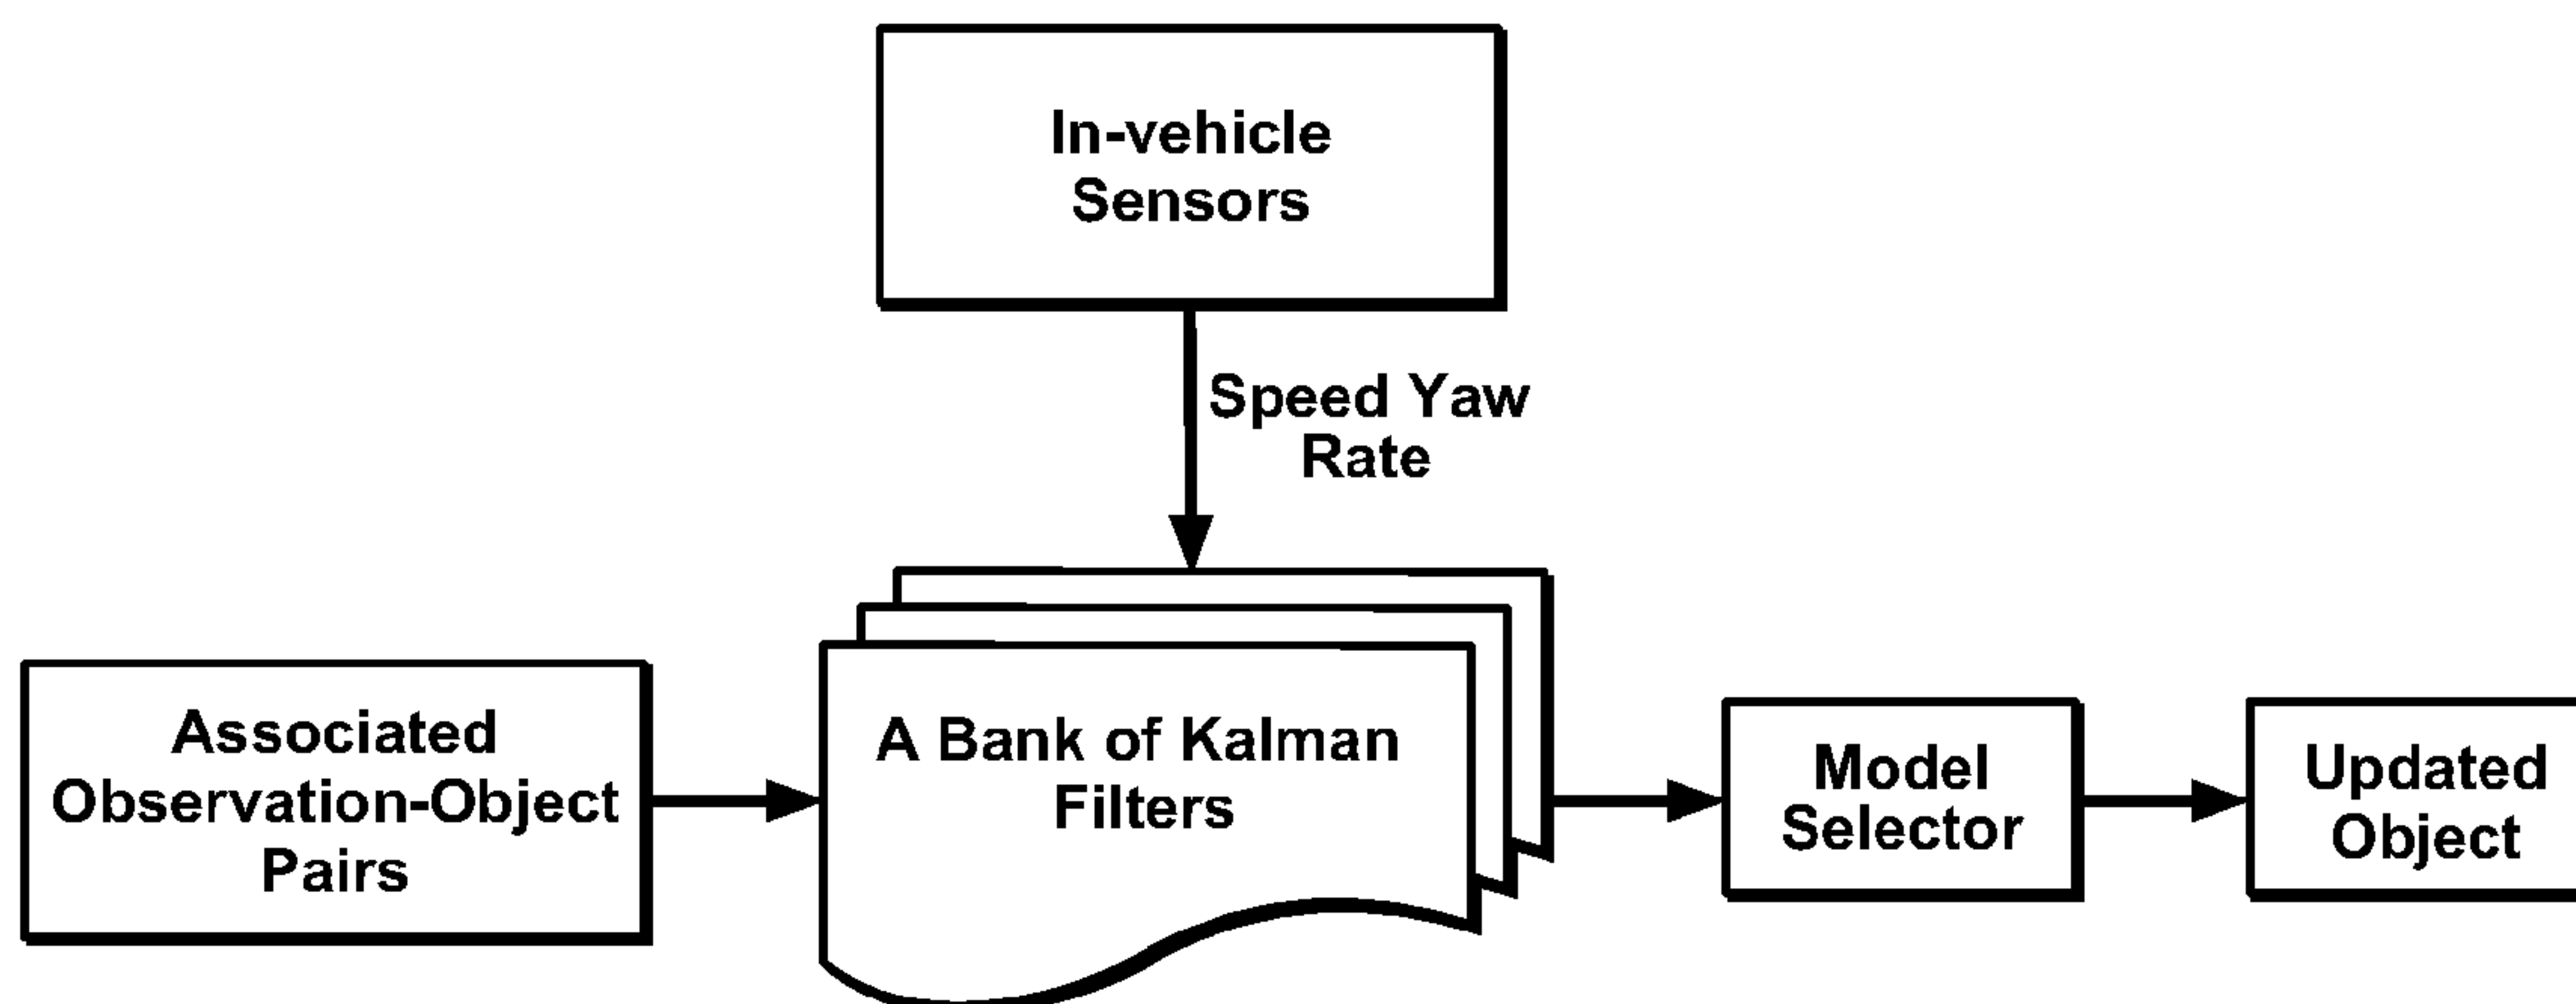 In-vehicle
Sensors
Speed Yaw
Rate
Associated
Observation-Object
Pairs
A Bank of Kalman
Filters
Model
Selector
Updated
Object